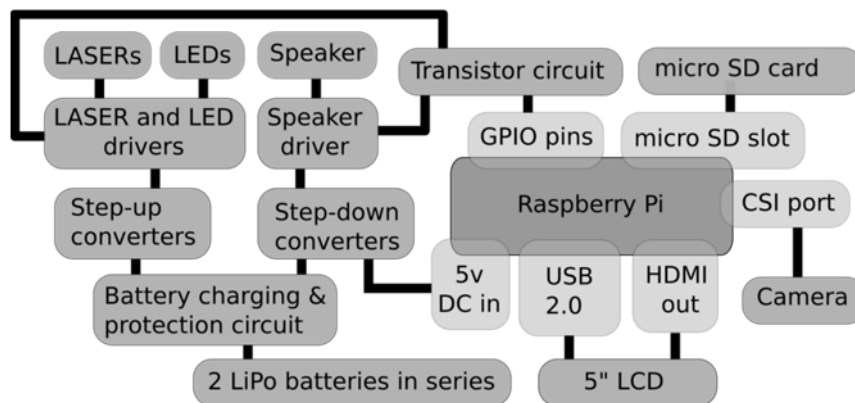 LASERs
LEDs
Speaker
Transistor circuit
micro SD card
LASER and LED
drivers
Speaker
driver
GPIO pins
micro SD slot
Step-up
converters
Step-down
converters
Raspberry Pi
CSI port
5v
DC in
USB
2.0
HDMI
out
Camera
Battery charging &
protection circuit
2 LiPo batteries in series
5" LCD